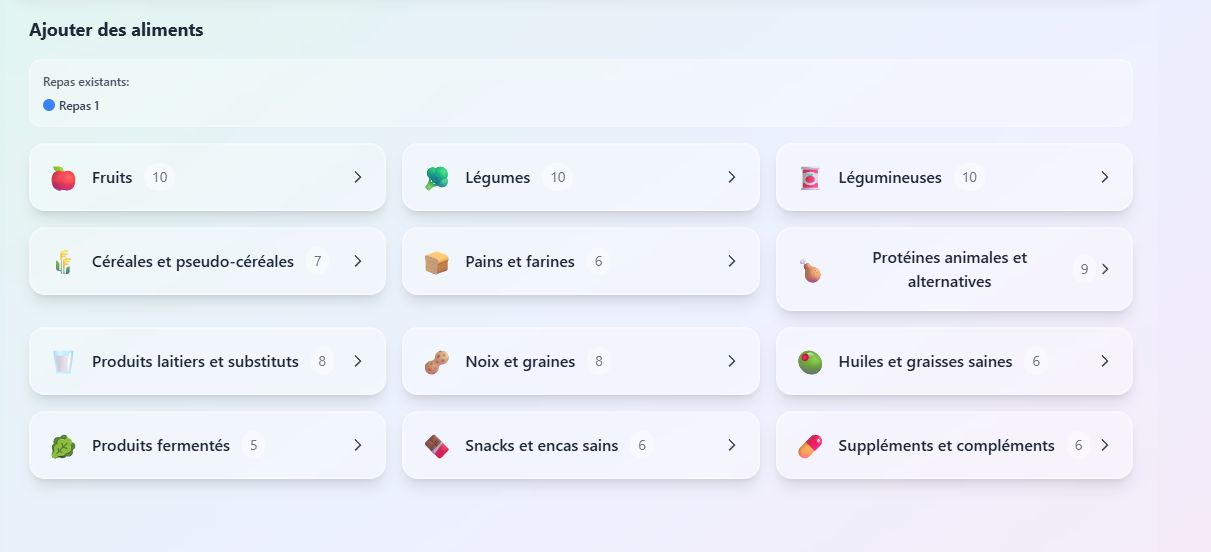 Ajouter des aliments
Repas existants:
Repas 1
Fruits 10
Légumes 10
Légumineuses 10
Céréales et pseudo-céréales 7
Pains et farines 6
Protéines animales et
alternatives
9
Produits laitiers et substituts 8
Noix et graines 8
Huiles et graisses saines 6
Produits fermentés 5
Snacks et encas sains 6
Suppléments et compléments 6